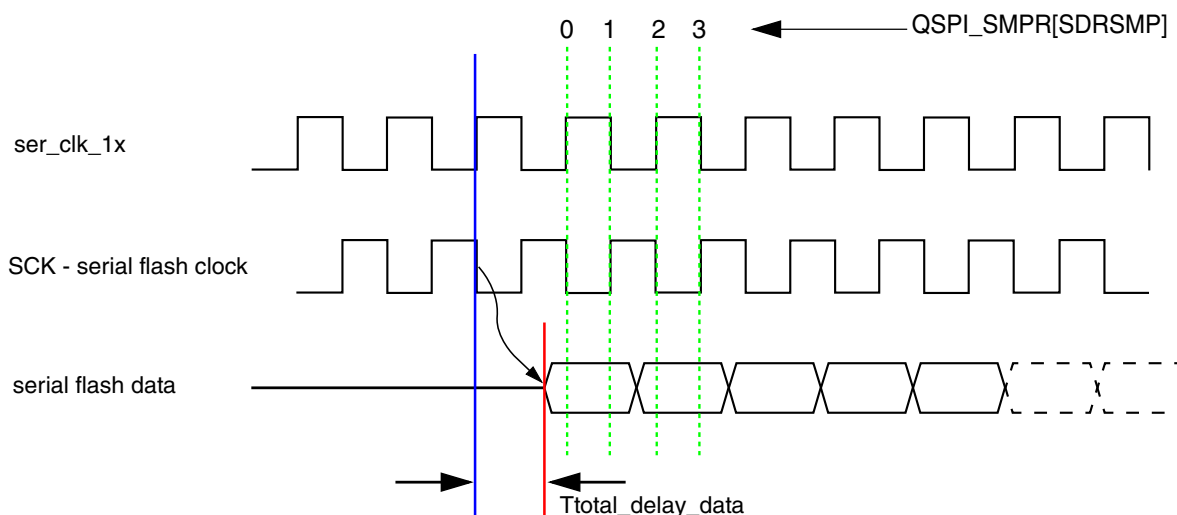 0 1 2 3 QSPI_SMPR[SDRSMP]
ser_clk_1x
SCK - serial flash clock
serial flash data
Ttotal_delay_data